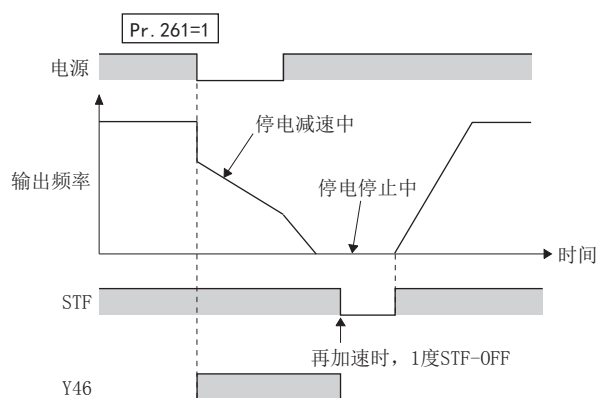 Pr.261=1
电源
停电减速中
输出频率
停电停止中
时间
STF
再加速时，1度STF-OFF
Y46